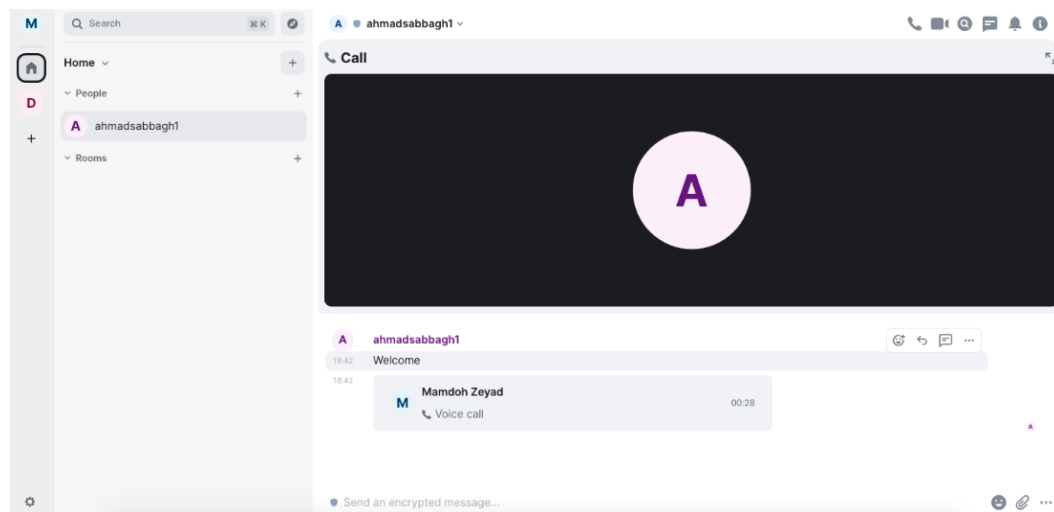 M
Search
⌘ K
Home
D
People
A ahmadsabbagh1
Rooms
A ahmadsabbagh1
Call
A
A ahmadsabbagh1
16:42 Welcome
16:42
M Mamdoh Zeyad
Voice call
00:28
A
Send an encrypted message...